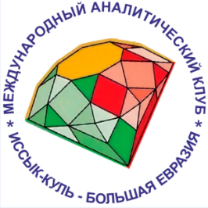 * МЕЖДУНАРОДНЫЙ АНАЛИТИЧЕСКИЙ КЛУБ *
ИССЫК-КУЛЬ - БОЛЬШАЯ ЕВРАЗИЯ